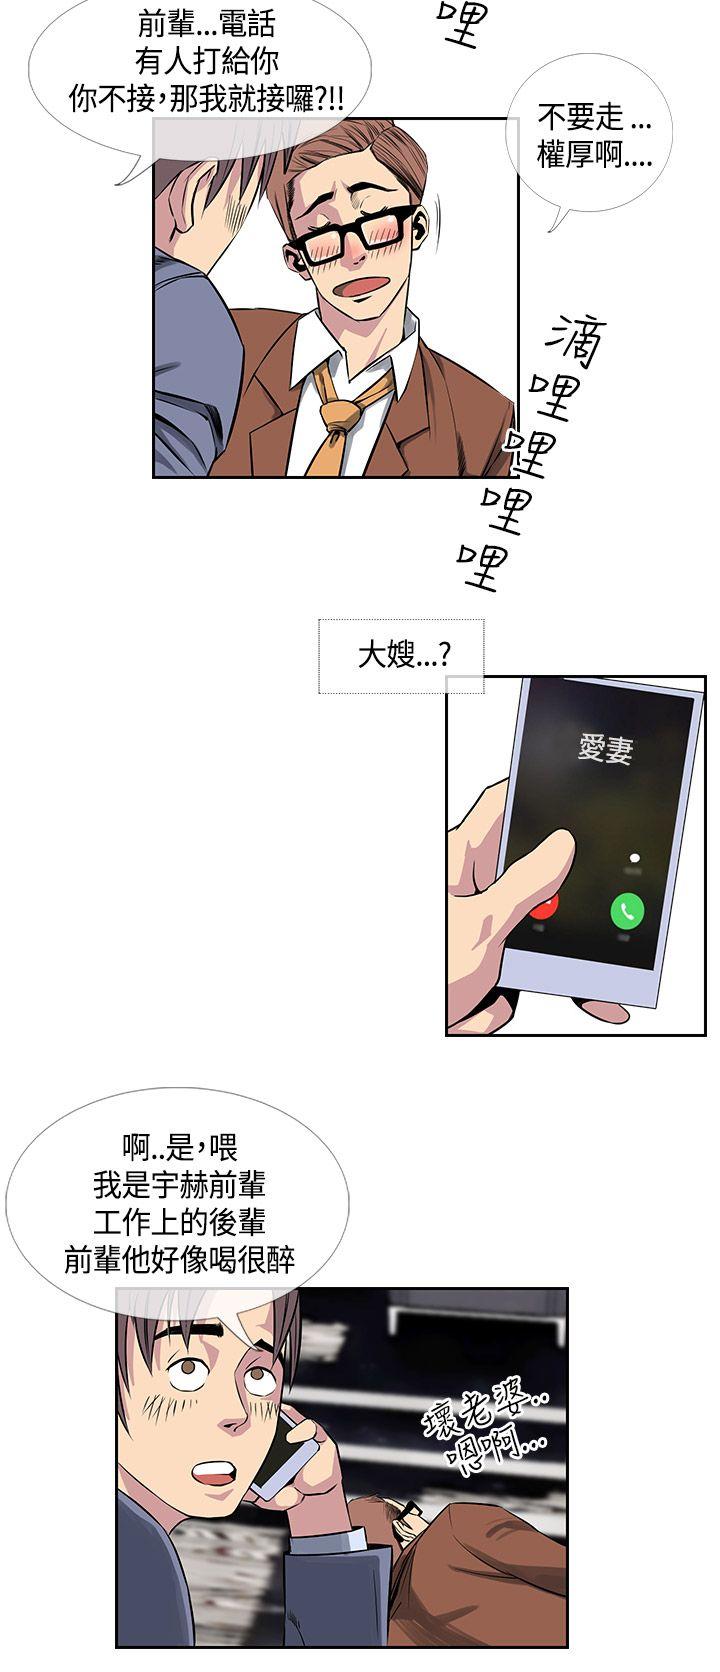 哩
前輩...電話
有人打給你
你不接，那我就接囉?!!
不要走...
權厚啊....
滴
哩
哩
哩
哩
大嫂...?
愛妻
啊..是，喂
我是宇赫前輩
工作上的後輩
前輩他好像喝很醉
壞老婆..
嗯啊...